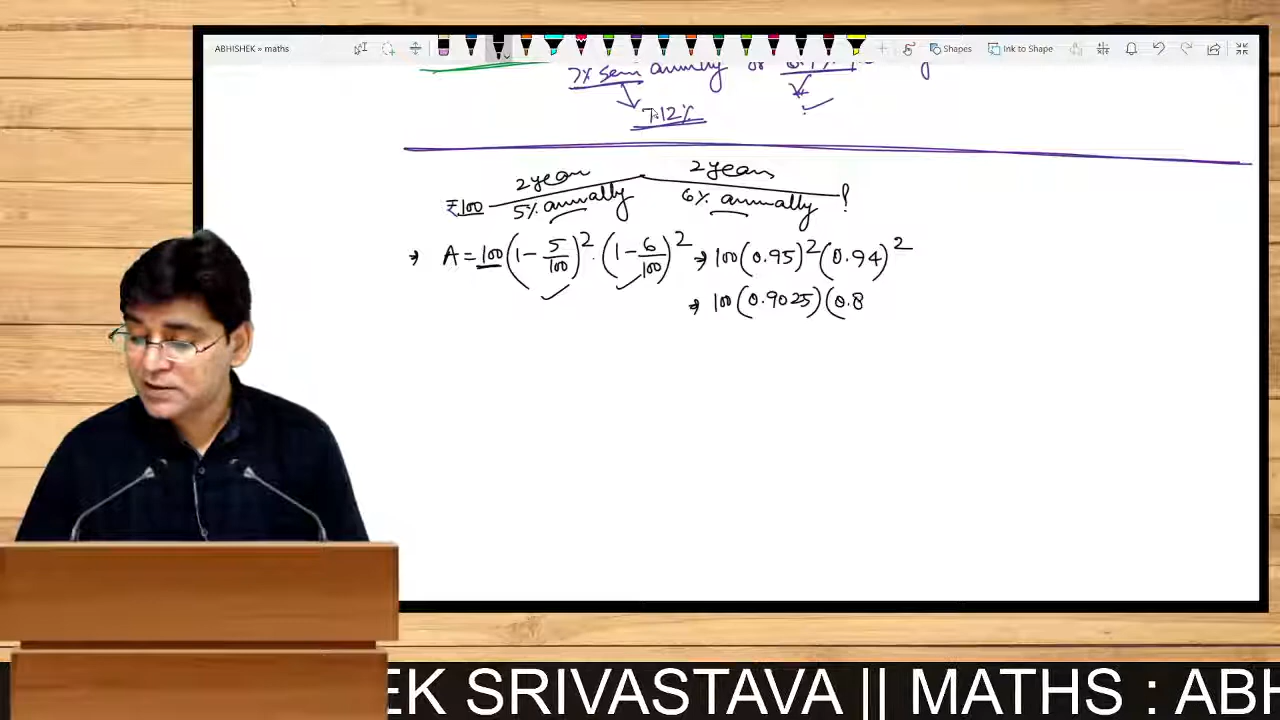 ABHISHEK » maths
Shapes
Ink to Shape
7% semi annually or
7.12%
2 years 2 years
₹100 5% annually 6% annually ?
→ A = 100 (1 - 5/100)² · (1 - 6/100)² → 100 (0.95)² (0.94)²
→ 100 (0.9025) (0.8
EK SRIVASTAVA || MATHS : ABH